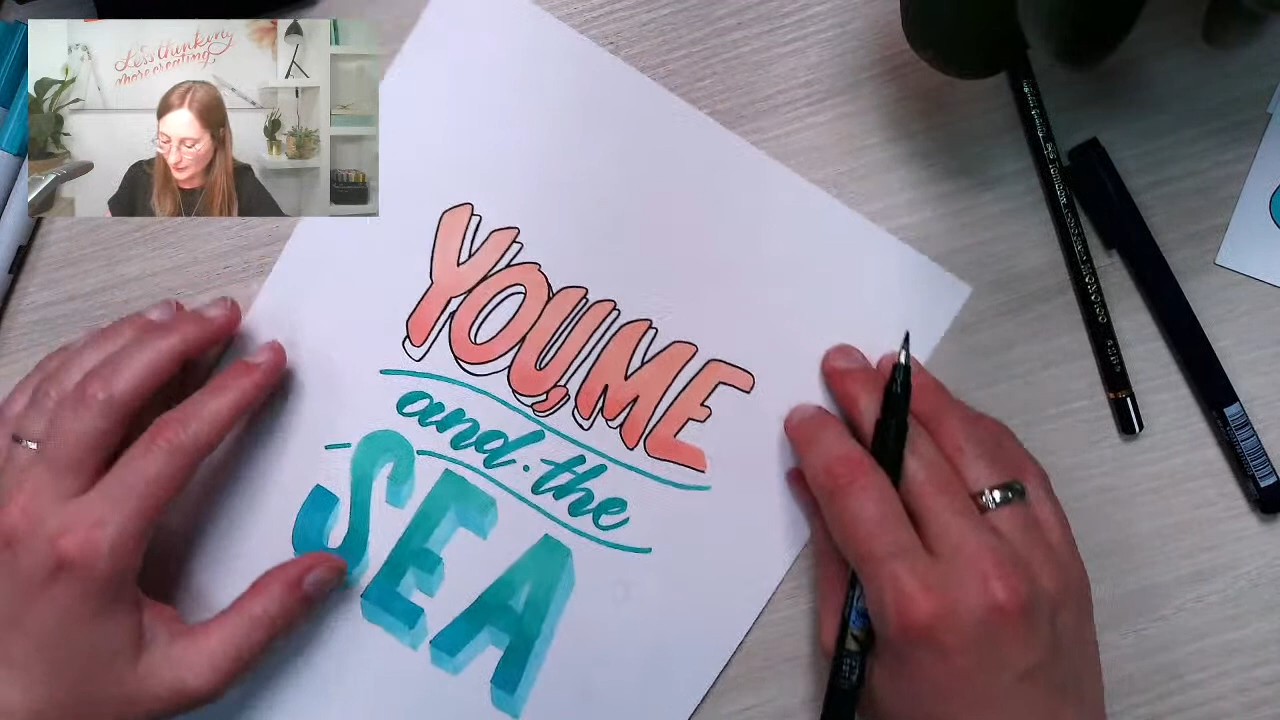 Less thinking
more creating
YOU, ME
and · the
SEA